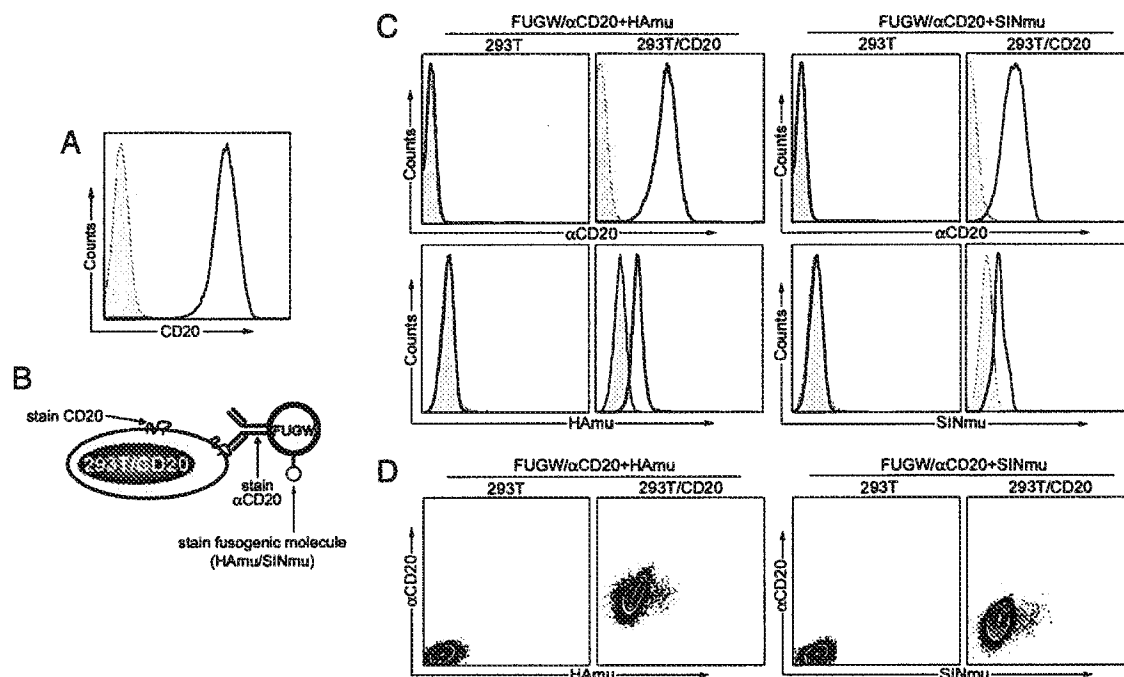 A
Counts
CD20
B
stain CD20
293T/CD20
FUGW
stain
αCD20
stain fusogenic molecule
(HAmu/SINmu)
C
FUGW/αCD20+HAmu
293T
293T/CD20
Counts
αCD20
Counts
HAmu
FUGW/αCD20+SINmu
293T
293T/CD20
Counts
αCD20
Counts
SINmu
D
FUGW/αCD20+HAmu
293T
293T/CD20
αCD20
HAmu
FUGW/αCD20+SINmu
293T
293T/CD20
αCD20
SINmu